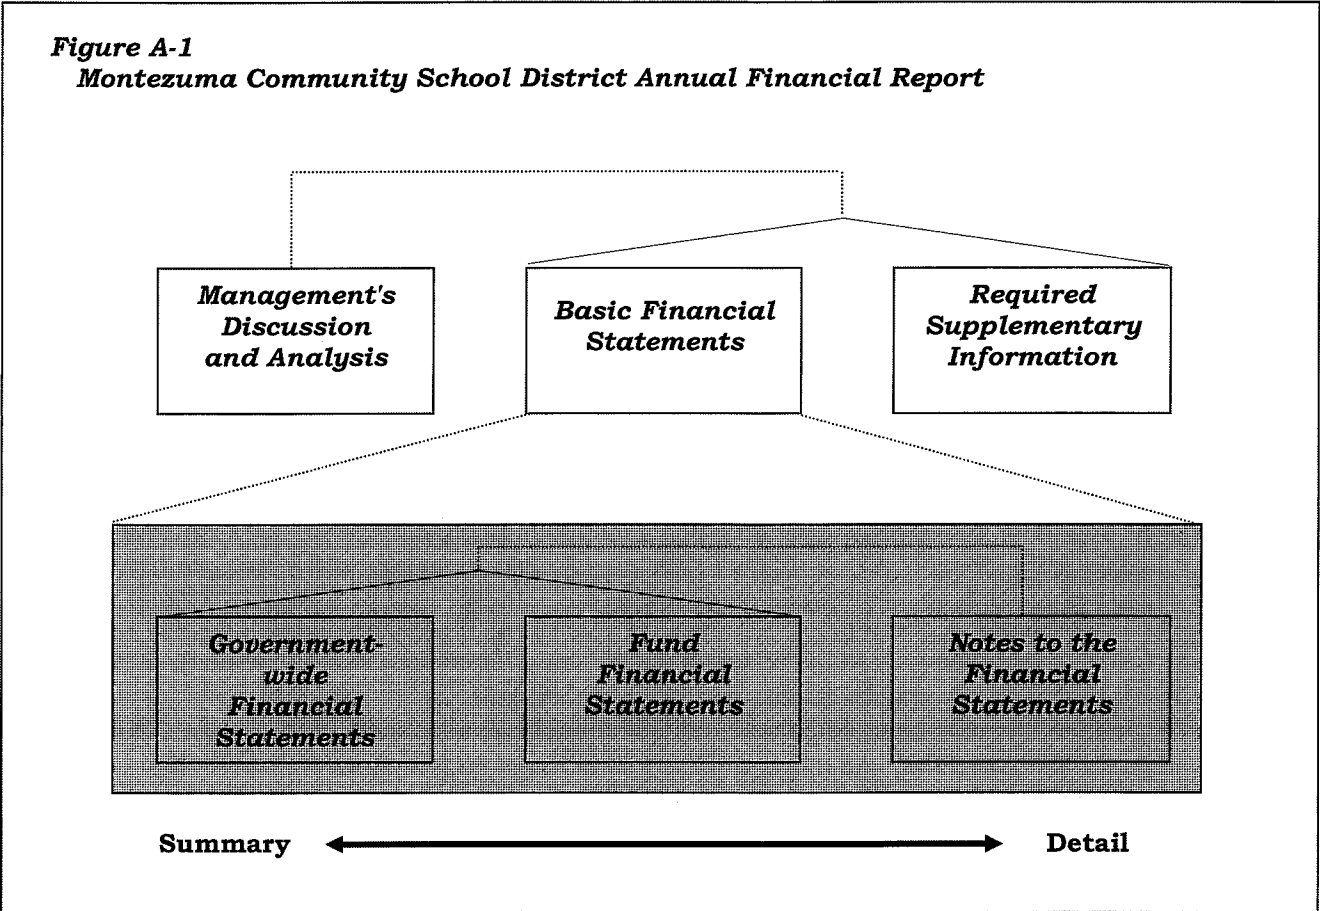 Figure A-1
Montezuma Community School District Annual Financial Report
Management's
Discussion
and Analysis
Basic Financial
Statements
Required
Supplementary
Information
Government-
wide
Financial
Statements
Fund
Financial
Statements
Notes to the
Financial
Statements
Summary
Detail